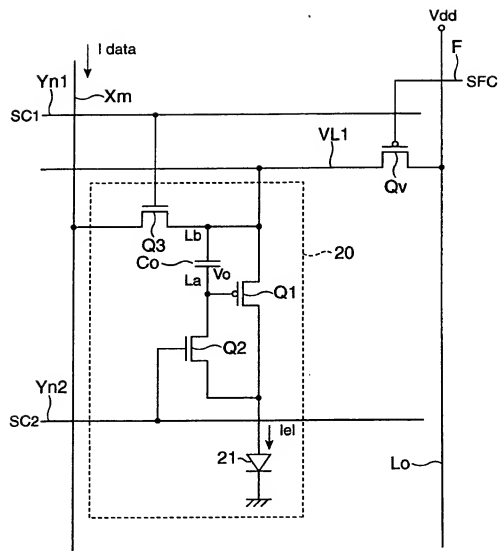 Vdd
I data
F
Yn1
Xm
SFC
SC1
VL1
Qv
Q3
Lb
Co
Vo
La
Q1
20
Q2
Yn2
SC2
Iel
21
Lo